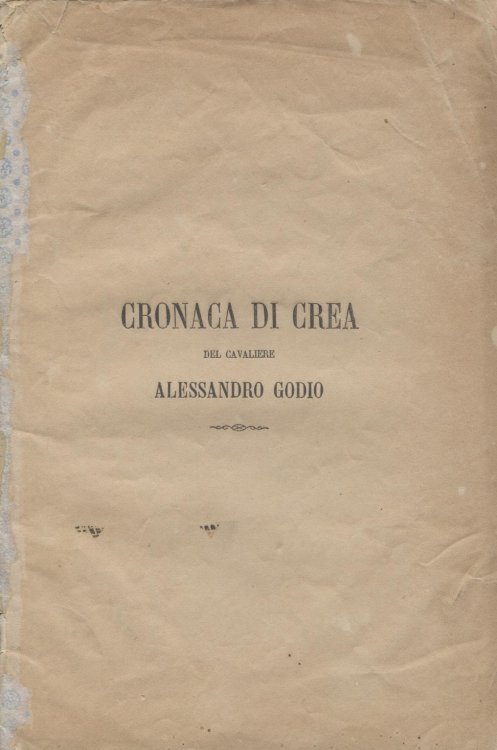 CRONACA DI CREA
DEL CAVALIERE
ALESSANDRO GODIO